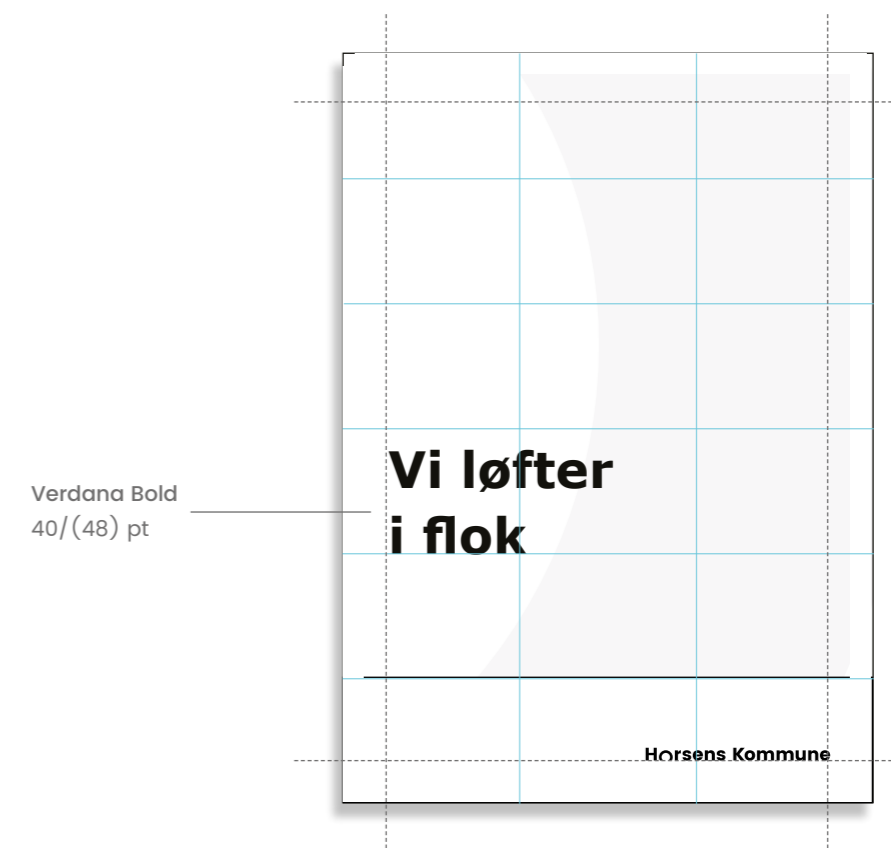 Vi løfter
i flok
Verdana Bold
40/(48) pt
Horsens Kommune